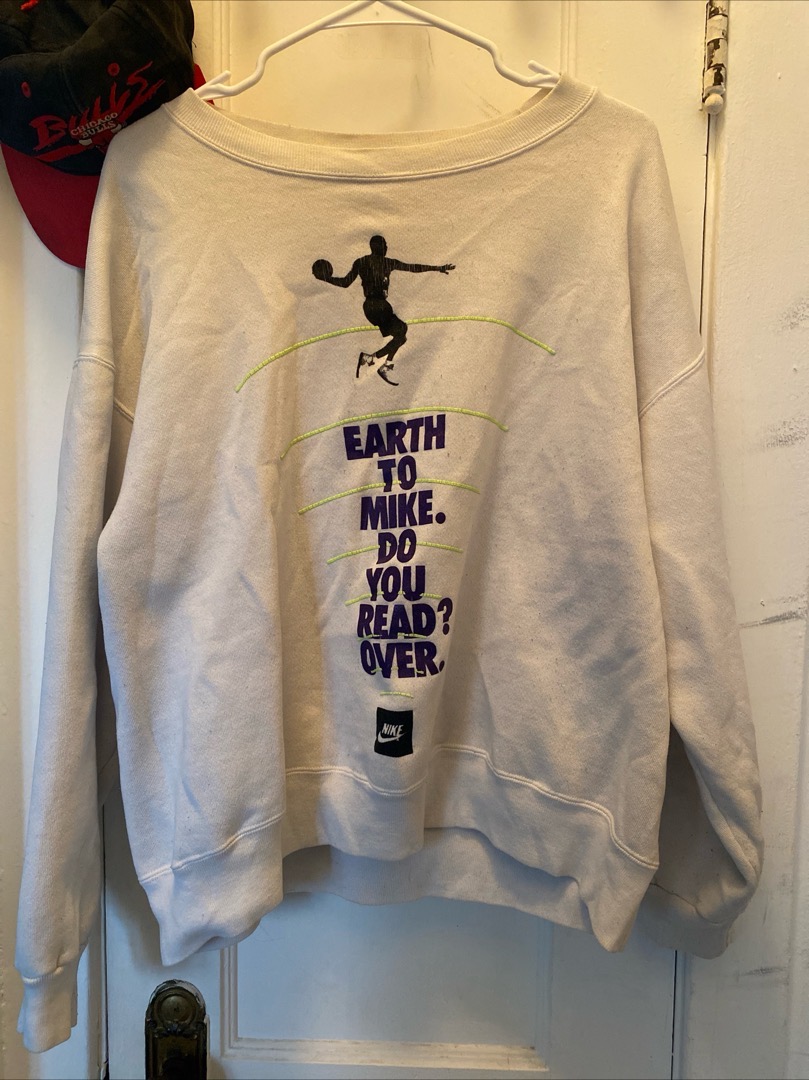 BULLS
CHICAGO
BULLS
EARTH
TO
MIKE.
DO
YOU
READ?
OVER.
NIKE